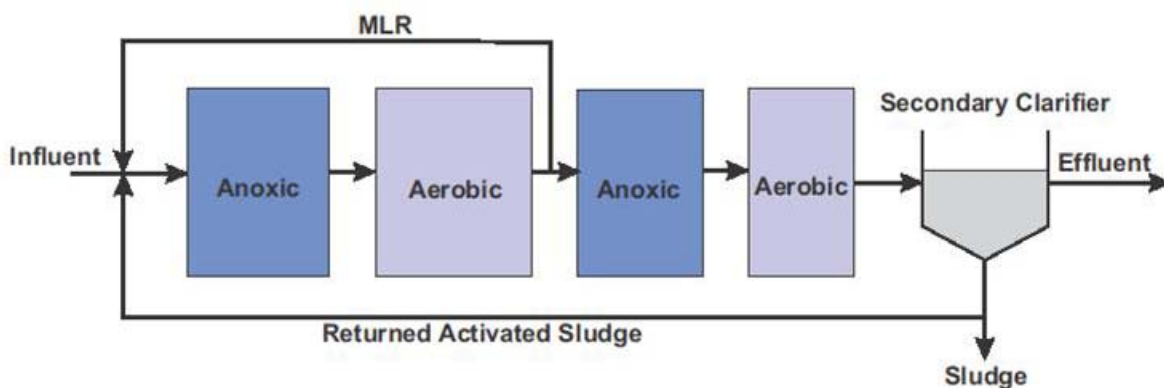 MLR
Secondary Clarifier
Influent
Effluent
Anoxic
Aerobic
Anoxic
Aerobic
Returned Activated Sludge
Sludge